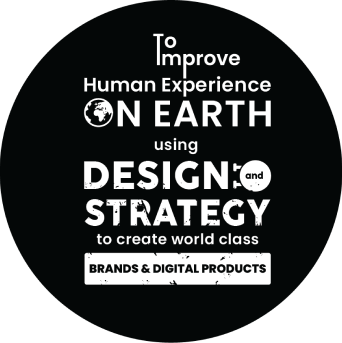 To
Improve
Human Experience
ON EARTH
using
DESIGN and
STRATEGY
to create world class
BRANDS & DIGITAL PRODUCTS